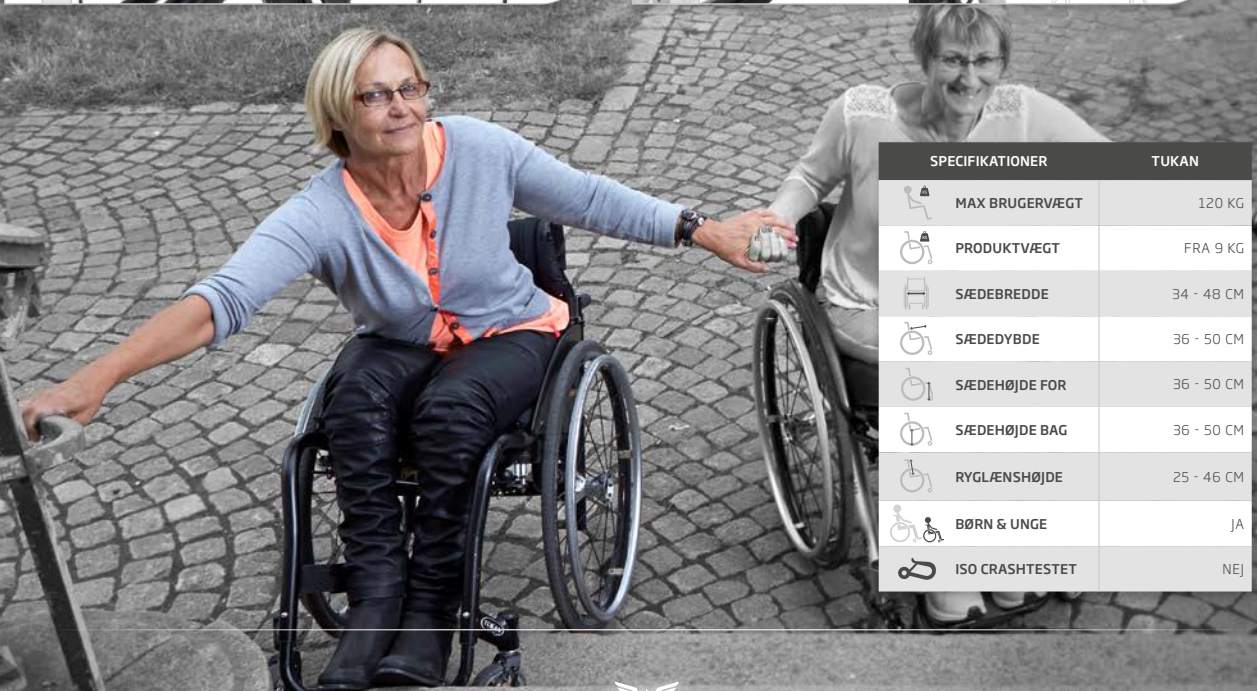 SPECIFIKATIONER TUKAN
MAX BRUGERVÆGT 120 KG
PRODUKTVÆGT FRA 9 KG
SÆDEBREDDE 34 - 48 CM
SÆDEDYBDE 36 - 50 CM
SÆDEHØJDE FOR 36 - 50 CM
SÆDEHØJDE BAG 36 - 50 CM
RYGLÆNSHØJDE 25 - 46 CM
BØRN & UNGE JA
ISO CRASHTESTET NEJ
TUKAN